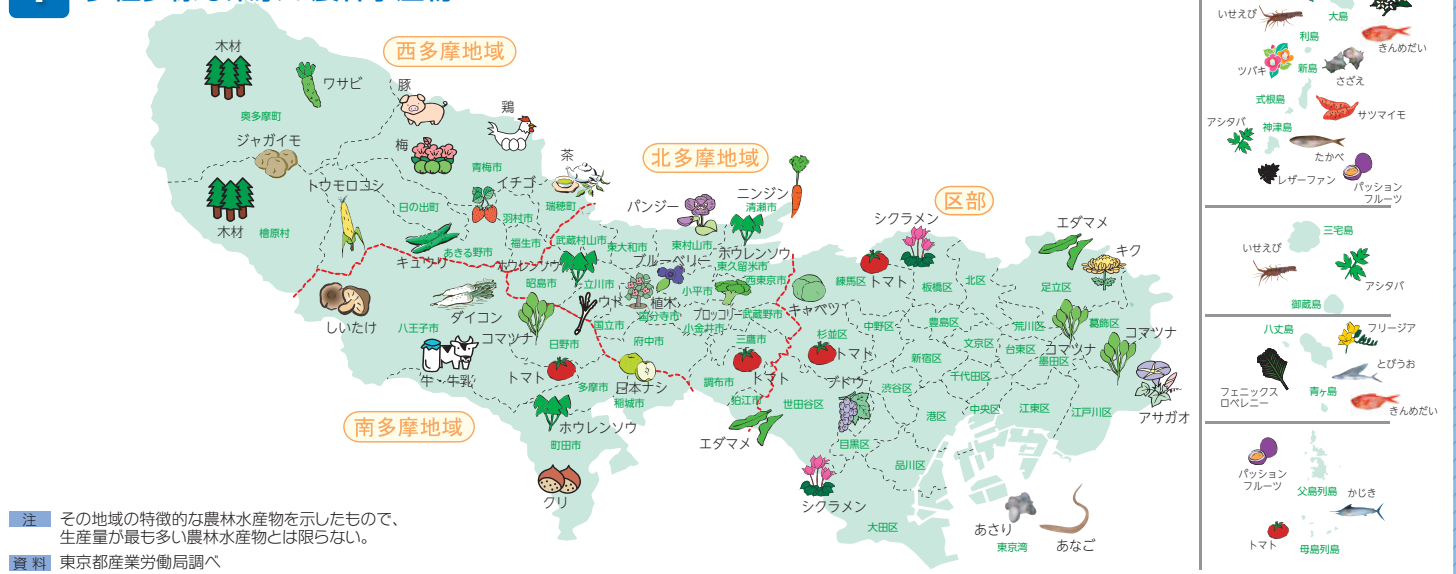 西多摩地域
木材
ワサビ
豚
鶏
奥多摩町
ジャガイモ
梅
青梅市
茶
北多摩地域
トウモロコシ
イチゴ
日の出町
羽村市
瑞穂町
パンジー
ニンジン
清瀬市
区部
木材
檜原村
キュウリ
あきる野市
福生市
武蔵村山市
東大和市
東村山市
ホウレンソウ
シクラメン
エダマメ
キク
ホウレンソウ
ブルーベリー
東久留米市
昭島市
立川市
小平市
西東京市
練馬区
トマト
板橋区
北区
足立区
しいたけ
ダイコン
ウド
植木
国分寺市
ブロッコリー
武蔵野市
キャベツ
八王子市
コマツナ
国立市
小金井市
中野区
豊島区
荒川区
葛飾区
日野市
府中市
三鷹市
杉並区
文京区
台東区
コマツナ
コマツナ
トマト
新宿区
墨田区
牛・牛乳
トマト
多摩市
日本ナシ
調布市
トマト
ブドウ
渋谷区
千代田区
稲城市
狛江市
世田谷区
港区
中央区
江東区
江戸川区
アサガオ
南多摩地域
ホウレンソウ
町田市
エダマメ
目黒区
品川区
クリ
シクラメン
大田区
あさり
東京湾
あなご
いせえび
大島
利島
きんめだい
ツバキ
新島
さざえ
式根島
サツマイモ
アシタバ
神津島
たかべ
レザーファン
パッション
フルーツ
三宅島
いせえび
アシタバ
御蔵島
八丈島
フリージア
とびうお
フェニックス
ロベレニー
青ヶ島
きんめだい
パッション
フルーツ
父島列島
かじき
トマト
母島列島
注 その地域の特徴的な農林水産物を示したもので、
生産量が最も多い農林水産物とは限らない。
資料 東京都産業労働局調べ